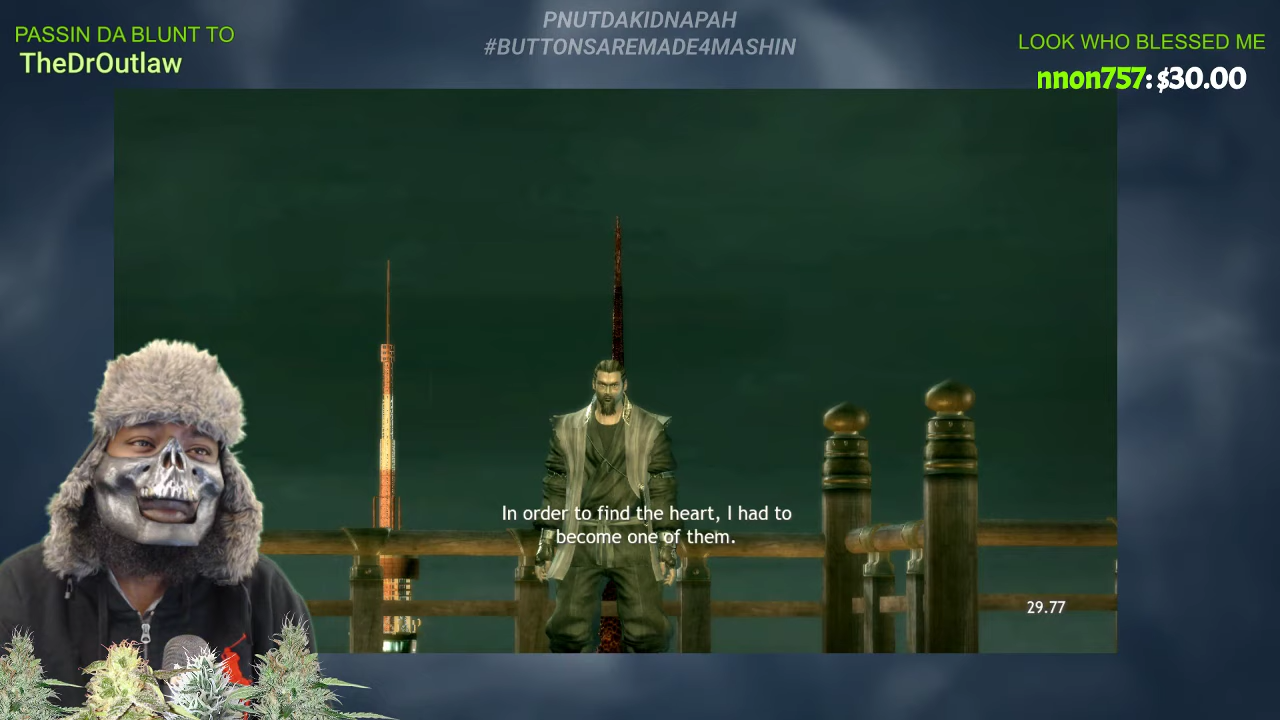 PASSIN DA BLUNT TO
TheDrOutlaw
PNUTDAKIDNAPAH
#BUTTONSAREMADE4MASHIN
LOOK WHO BLESSED ME
nnon757: $30.00
In order to find the heart, I had to
become one of them.
29.77